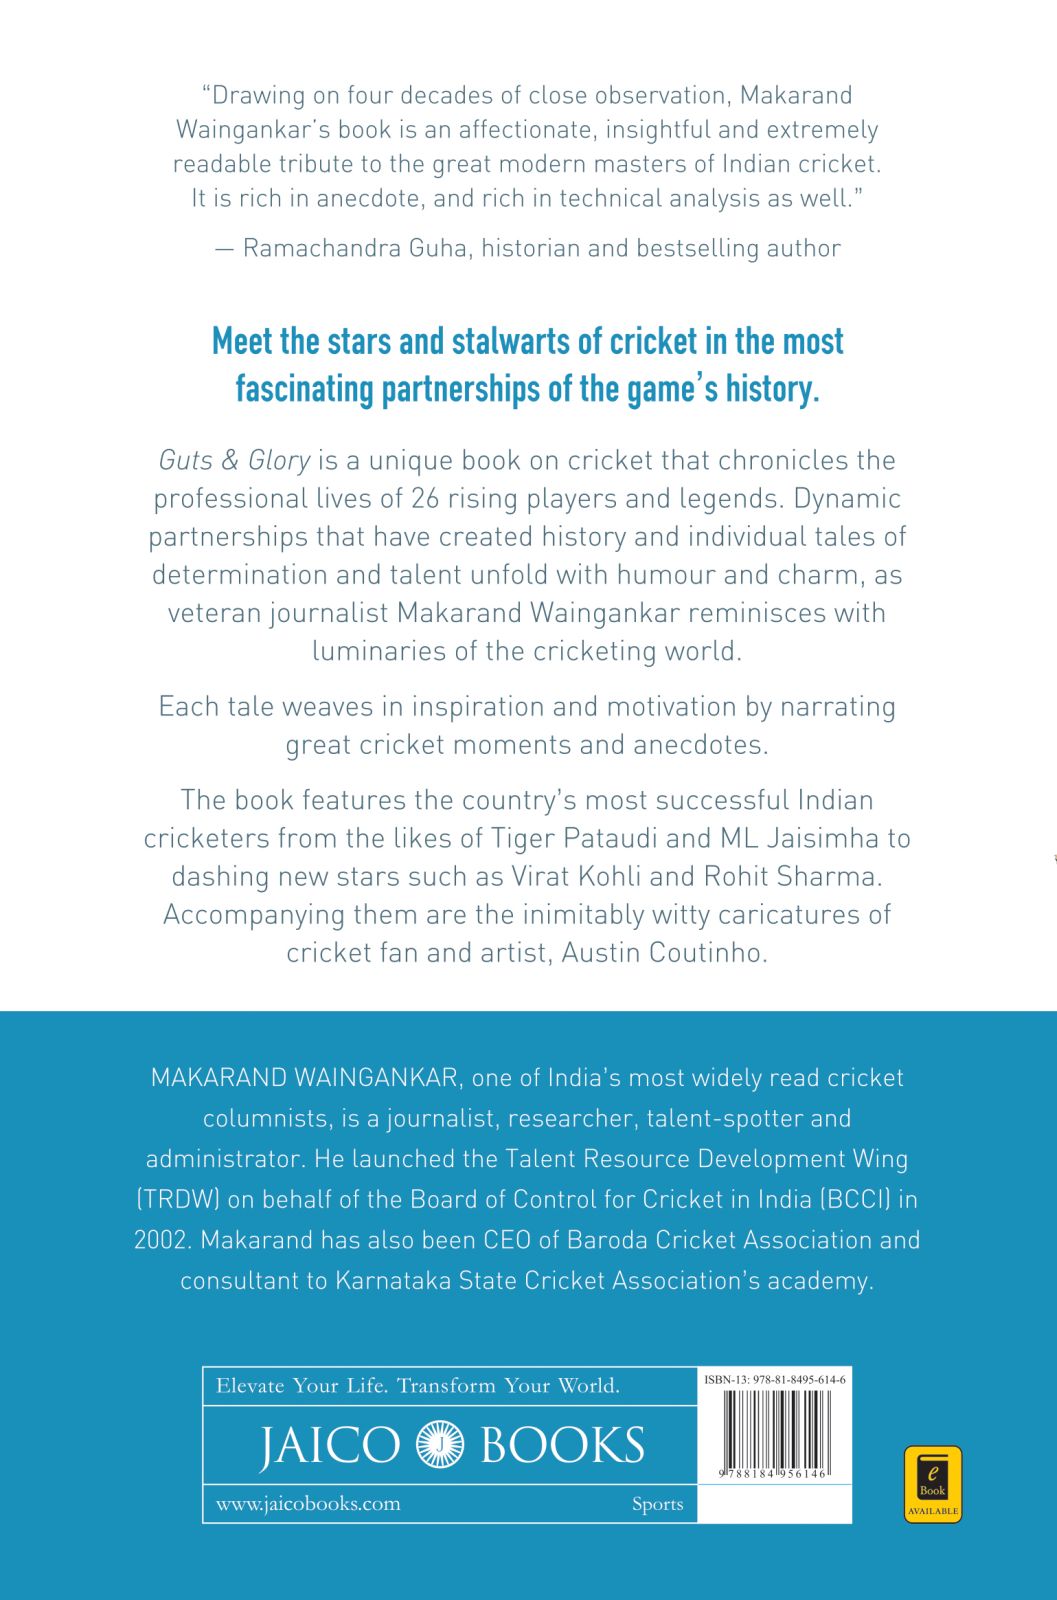 “Drawing on four decades of close observation, Makarand
Waingankar’s book is an affectionate, insightful and extremely
readable tribute to the great modern masters of Indian cricket.
It is rich in anecdote, and rich in technical analysis as well.”
— Ramachandra Guha, historian and bestselling author
Meet the stars and stalwarts of cricket in the most
fascinating partnerships of the game’s history.
Guts & Glory is a unique book on cricket that chronicles the
professional lives of 26 rising players and legends. Dynamic
partnerships that have created history and individual tales of
determination and talent unfold with humour and charm, as
veteran journalist Makarand Waingankar reminisces with
luminaries of the cricketing world.
Each tale weaves in inspiration and motivation by narrating
great cricket moments and anecdotes.
The book features the country’s most successful Indian
cricketers from the likes of Tiger Pataudi and ML Jaisimha to
dashing new stars such as Virat Kohli and Rohit Sharma.
Accompanying them are the inimitably witty caricatures of
cricket fan and artist, Austin Coutinho.
MAKARAND WAINGANKAR, one of India’s most widely read cricket
columnists, is a journalist, researcher, talent-spotter and
administrator. He launched the Talent Resource Development Wing
(TRDW) on behalf of the Board of Control for Cricket in India (BCCI) in
2002. Makarand has also been CEO of Baroda Cricket Association and
consultant to Karnataka State Cricket Association’s academy.
Elevate Your Life. Transform Your World.
JAICO J BOOKS
www.jaicobooks.com Sports
ISBN-13: 978-81-8495-614-6
9 788184 956146
e
Book
AVAILABLE